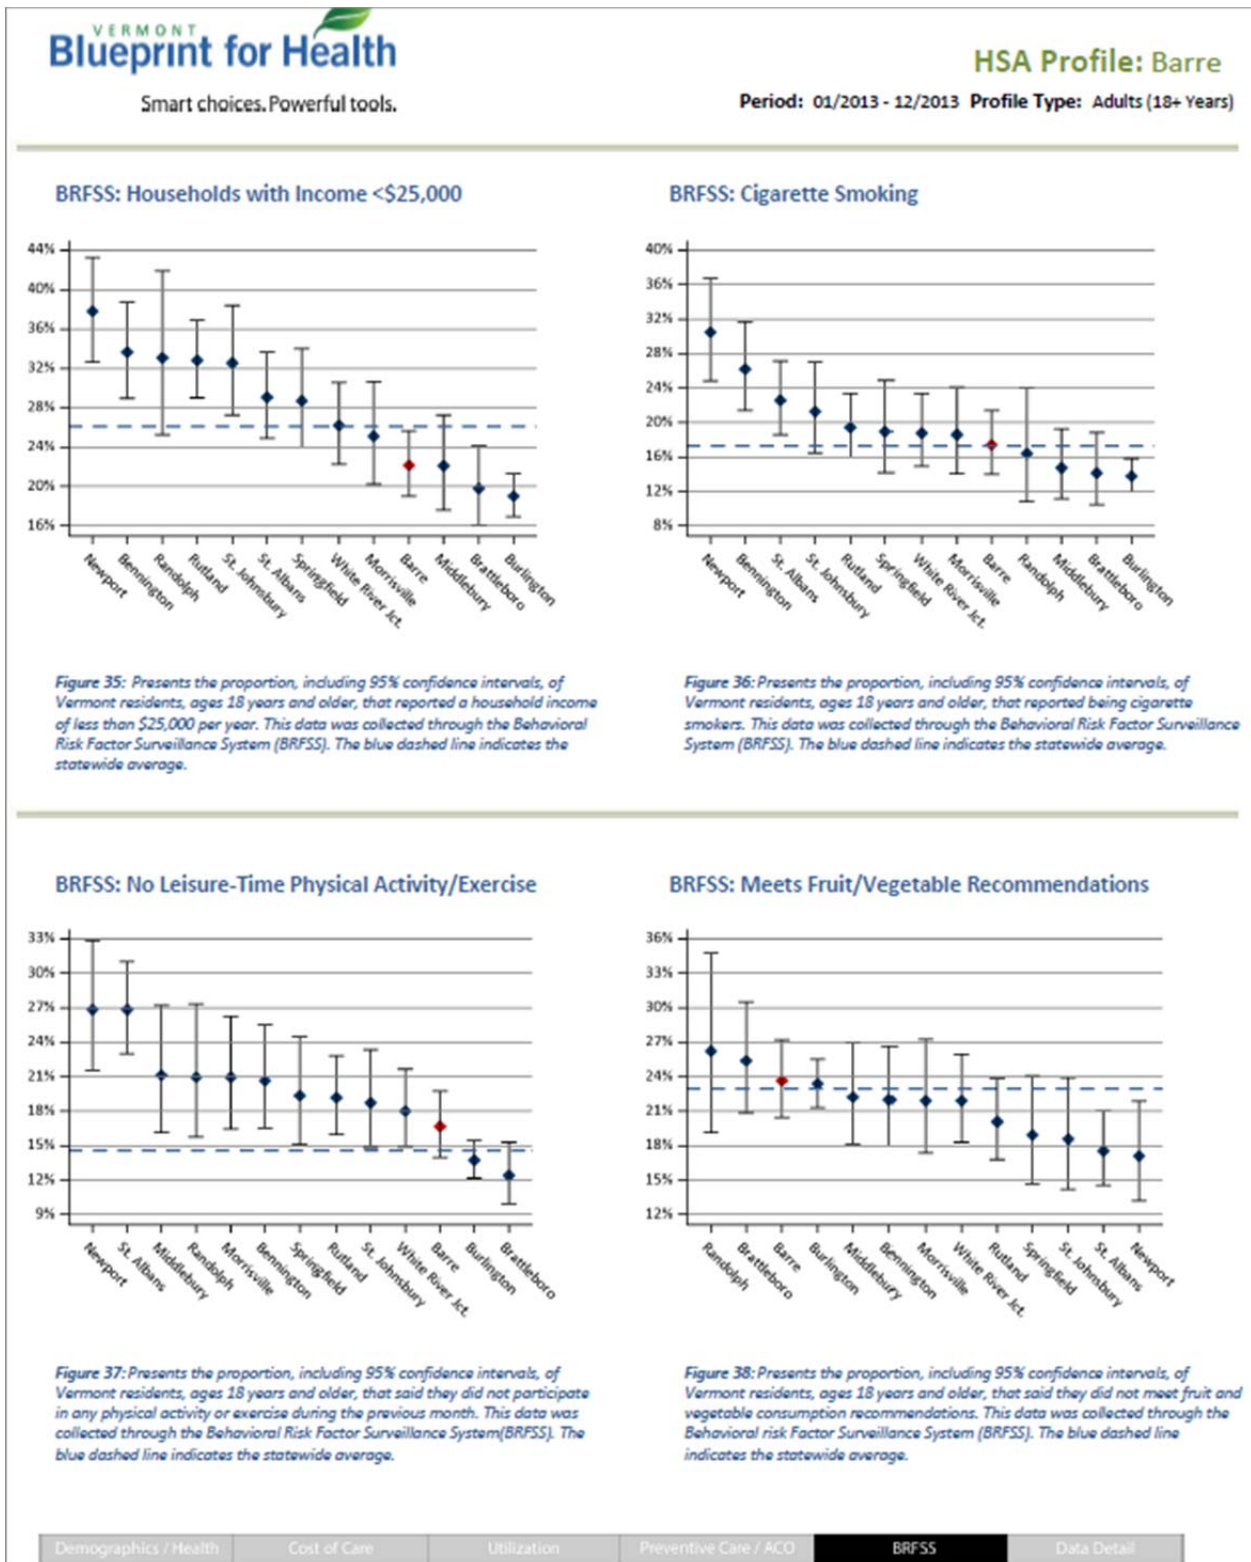 VERMONT
Blueprint for Health
Smart choices. Powerful tools.
HSA Profile: Barre
Period: 01/2013 - 12/2013 Profile Type: Adults (18+ Years)
BRFSS: Households with Income <$25,000
44%
40%
36%
32%
28%
24%
20%
16%
Newport
Bennington
Randolph
Rutland
St. Johnsbury
St. Albans
Springfield
White River Jct.
Morrisville
Barre
Middlebury
Brattleboro
Burlington
Figure 35: Presents the proportion, including 95% confidence intervals, of
Vermont residents, ages 18 years and older, that reported a household income
of less than $25,000 per year. This data was collected through the Behavioral
Risk Factor Surveillance System (BRFSS). The blue dashed line indicates the
statewide average.
BRFSS: Cigarette Smoking
40%
36%
32%
28%
24%
20%
16%
12%
8%
Newport
Bennington
St. Albans
St. Johnsbury
Rutland
Springfield
White River Jct.
Morrisville
Barre
Randolph
Middlebury
Brattleboro
Burlington
Figure 36: Presents the proportion, including 95% confidence intervals, of
Vermont residents, ages 18 years and older, that reported being cigarette
smokers. This data was collected through the Behavioral Risk Factor Surveillance
System (BRFSS). The blue dashed line indicates the statewide average.
BRFSS: No Leisure-Time Physical Activity/Exercise
33%
30%
27%
24%
21%
18%
15%
12%
9%
Newport
St. Albans
Middlebury
Randolph
Morrisville
Bennington
Springfield
Rutland
St. Johnsbury
White River Jct.
Barre
Burlington
Brattleboro
Figure 37: Presents the proportion, including 95% confidence intervals, of
Vermont residents, ages 18 years and older, that said they did not participate
in any physical activity or exercise during the previous month. This data was
collected through the Behavioral Risk Factor Surveillance System(BRFSS). The
blue dashed line indicates the statewide average.
BRFSS: Meets Fruit/Vegetable Recommendations
36%
33%
30%
27%
24%
21%
18%
15%
12%
Randolph
Brattleboro
Barre
Burlington
Middlebury
Bennington
Morrisville
White River Jct.
Rutland
Springfield
St. Johnsbury
St. Albans
Newport
Figure 38: Presents the proportion, including 95% confidence intervals, of
Vermont residents, ages 18 years and older, that said they did not meet fruit and
vegetable consumption recommendations. This data was collected through the
Behavioral risk Factor Surveillance System (BRFSS). The blue dashed line
indicates the statewide average.
Demographics / Health Cost of Care Utilization Preventive Care / ACO BRFSS Data Detail